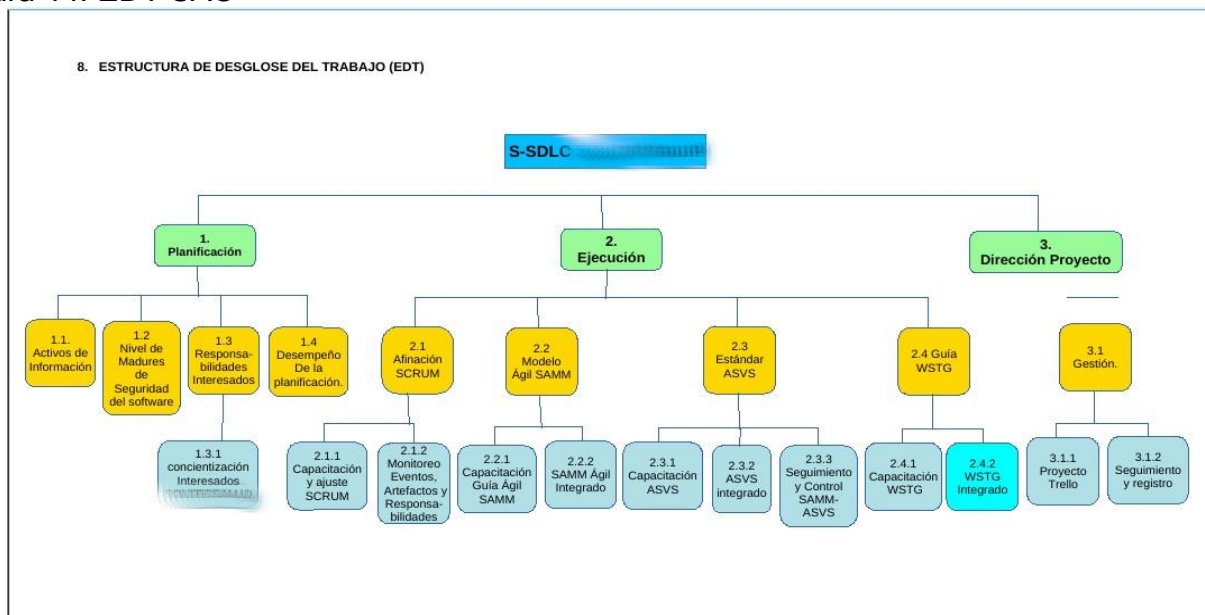 8. ESTRUCTURA DE DESGLOSE DEL TRABAJO (EDT)
S-SDLC
1.
Planificación
2.
Ejecución
3.
Dirección Proyecto
1.1.
Activos de
Información
1.2
Nivel de
Madures
de
Seguridad
del software
1.3
Responsa-
bilidades
Interesados
1.4
Desempeño
De la
planificación.
2.1
Afinación
SCRUM
2.2
Modelo
Ágil SAMM
2.3
Estándar
ASVS
2.4 Guía
WSTG
3.1
Gestión.
1.3.1
concientización
Interesados
2.1.1
Capacitación
y ajuste
SCRUM
2.1.2
Monitoreo
Eventos,
Artefactos y
Responsa-
bilidades
2.2.1
Capacitación
Guía Ágil
SAMM
2.2.2
SAMM Ágil
Integrado
2.3.1
Capacitación
ASVS
2.3.2
ASVS
integrado
2.3.3
Seguimiento
y Control
SAMM-
ASVS
2.4.1
Capacitación
WSTG
2.4.2
WSTG
Integrado
3.1.1
Proyecto
Trello
3.1.2
Seguimiento
y registro